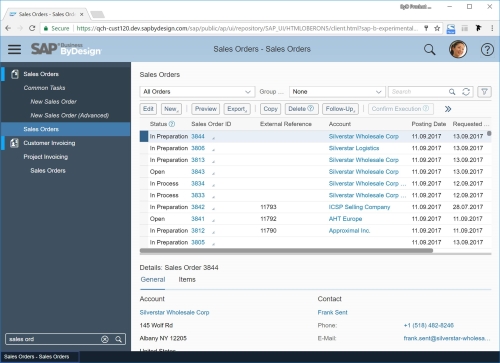 Sales Orders - Sales Orders
ByD Product ...
Secure
https://qch-cust120.dev.sapbydesign.com/sap/public/ap/ui/repository/SAP_UI/HTMLOBERON5/client.html?sap-b-experimental...
SAP Business ByDesign
Sales Orders - Sales Orders
Sales Orders
Common Tasks
New Sales Order
New Sales Order (Advanced)
Sales Orders
Customer Invoicing
Project Invoicing
Sales Orders
sales ord
Sales Orders
All Orders Group ... None Search
Edit New Preview Export Copy Delete Follow-Up Confirm Execution
Status Sales Order ID External Reference Account Posting Date Requested ...
In Preparation 3844 Silverstar Wholesale Corp 11.09.2017 13.09.2017
In Preparation 3806 Silverstar Logistics 11.09.2017 13.09.2017
In Preparation 3813 Silverstar Wholesale Corp 11.09.2017 13.09.2017
Open 3843 Silverstar Wholesale Corp 11.09.2017 13.09.2017
In Process 3834 Silverstar Wholesale Corp ... 11.09.2017 12.09.2017
In Process 3833 Silverstar Wholesale Corp ... 11.09.2017 12.09.2017
In Preparation 3842 11793 ICSP Selling Company 11.09.2017 28.07.2017
Open 3841 11792 AHT Europe 11.09.2017 11.09.2017
In Preparation 3812 11790 Approximal Inc. 11.09.2017 11.09.2017
In Preparation 3805 11.09.2017 13.09.2017
Details: Sales Order 3844
General Items
Account Contact
Silverstar Wholesale Corp Frank Sent
145 Wolf Rd Phone: +1 (518) 482-8246
Albany NY 12205 E-Mail: frank.sent@silverstar-wholesa...
United States
Sales Orders - Sales Orders